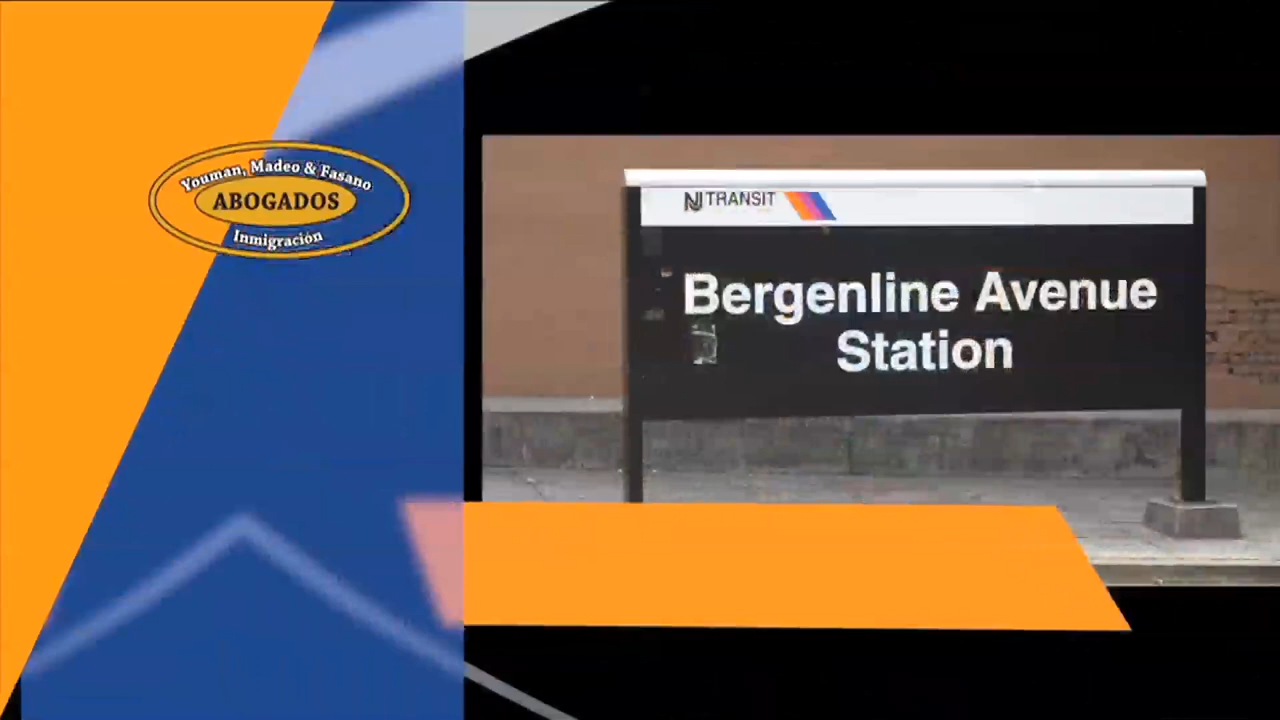 Youman, Madeo & Fasano
ABOGADOS
Inmigración
NJ TRANSIT
Bergenline Avenue
Station